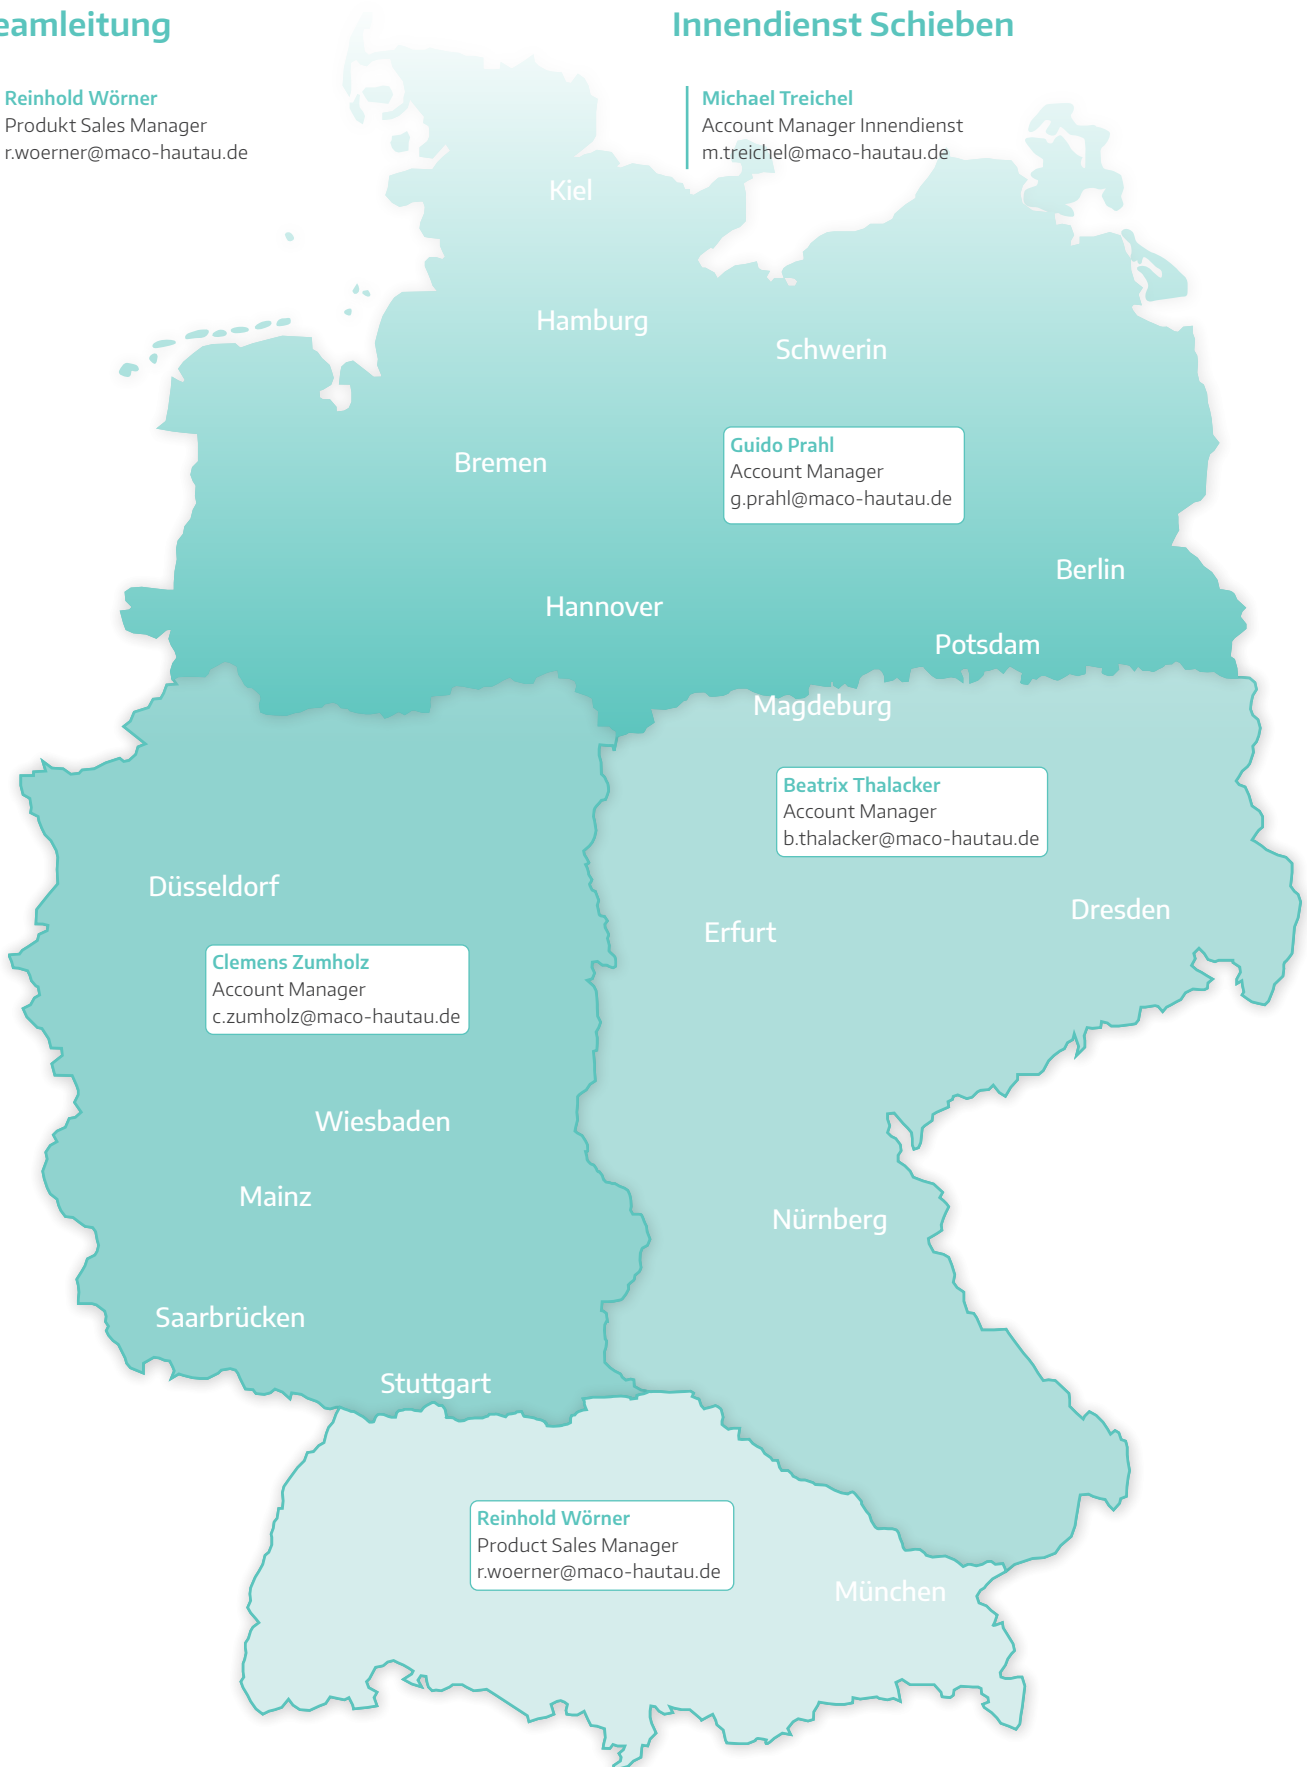 eamleitung
Reinhold Wörner
Produkt Sales Manager
r.woerner@maco-hautau.de
Innendienst Schieben
Michael Treichel
Account Manager Innendienst
m.treichel@maco-hautau.de
Kiel
Hamburg
Schwerin
Guido Prahl
Account Manager
g.prahl@maco-hautau.de
Bremen
Berlin
Hannover
Potsdam
Magdeburg
Beatrix Thalacker
Account Manager
b.thalacker@maco-hautau.de
Düsseldorf
Dresden
Erfurt
Clemens Zumholz
Account Manager
c.zumholz@maco-hautau.de
Wiesbaden
Mainz
Nürnberg
Saarbrücken
Stuttgart
Reinhold Wörner
Product Sales Manager
r.woerner@maco-hautau.de
München